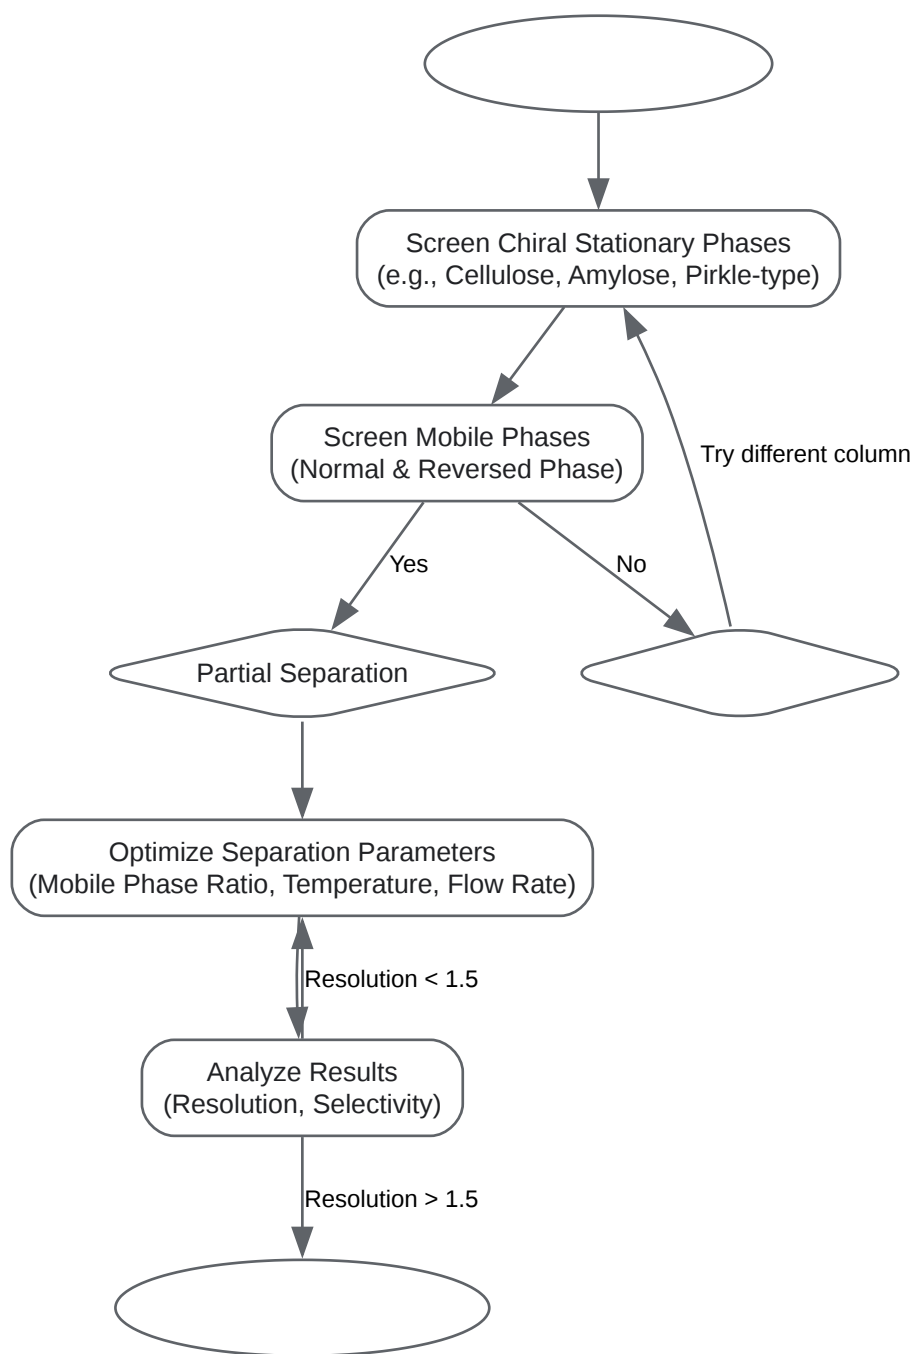 Screen Chiral Stationary Phases
(e.g., Cellulose, Amylose, Pirkle-type)
Screen Mobile Phases
(Normal & Reversed Phase)
Try different column
Yes
No
Partial Separation
Optimize Separation Parameters
(Mobile Phase Ratio, Temperature, Flow Rate)
Resolution < 1.5
Analyze Results
(Resolution, Selectivity)
Resolution > 1.5